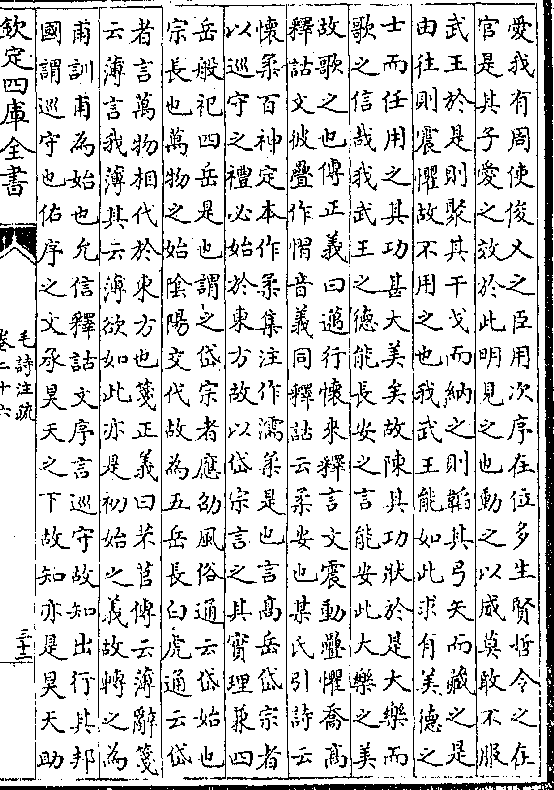 愛我有周使俊乂之臣用次序在位多生賢哲令之在
官是其子愛之效於此明見之也動之以威莫敢不服
武王於是則聚其干戈而納之則韜其弓矢而藏之是
由往則震懼故不用之也我武王能如此求有美德之
士而任用之其功甚大美矣故陳其功狀於是大樂而
歌之信哉我武王之德能長安之言能安此大樂之美
故歌之也傳正義曰邁行懷來釋言文震動疊懼喬高
釋詁文彼疊作慴音義同釋詁云柔安也某氏引詩云
懷柔百神定本作柔集注作濡柔是也言高岳岱宗者
以巡守之禮必始於東方故以岱宗言之其實理兼四
岳般祀四岳是也謂之岱宗者應劭風俗通云岱始也
宗長也萬物之始陰陽交代故為五岳長白虎通云岱
者言萬物相代於東方也箋正義曰芣苢傳云薄辭箋
云薄言我薄其云薄欲如此亦是初始之義故轉之為
甫訓甫為始也允信釋詁文序言巡守故知出行其邦
國謂巡守也佑序之文承昊天之下故知亦是昊天助
欽定四庫全書
毛詩注疏
卷二十六
三十二